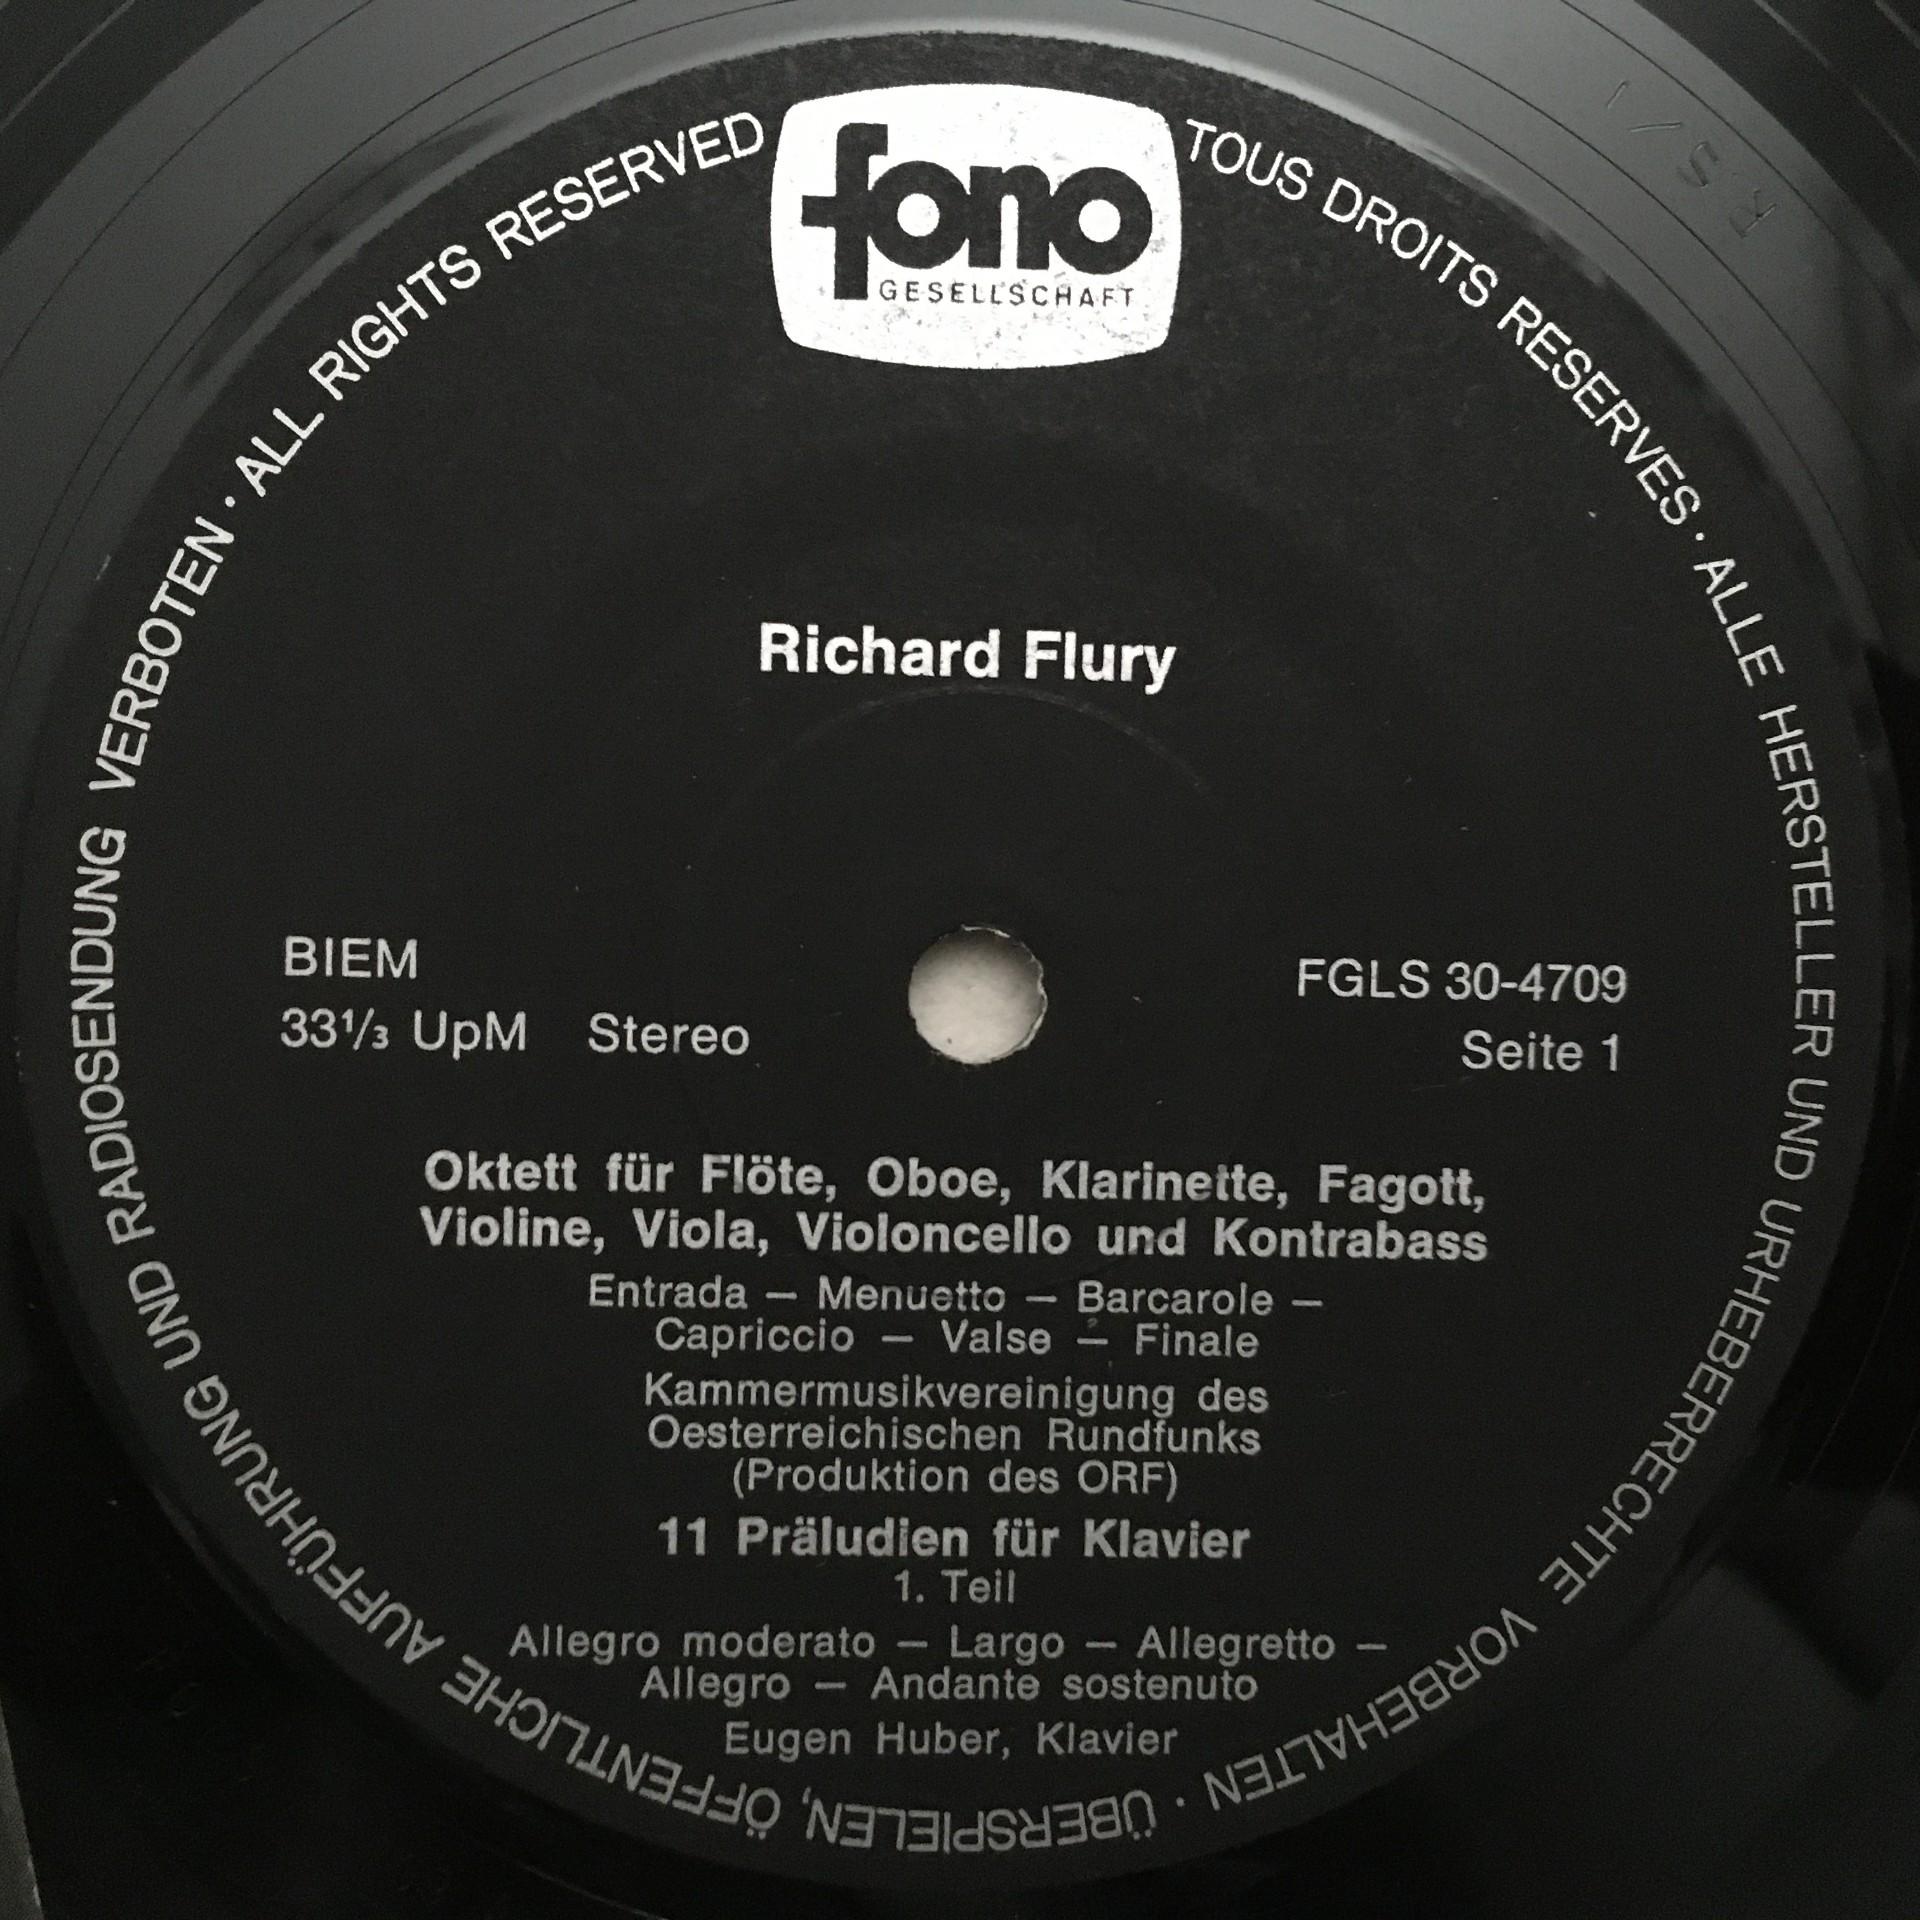 fono
GESELLSCHAFT
TOUS DROITS RESERVES · ALLE HERSTELLER UND URHEBERRECHTE VORBEHALTEN · ÜBERSPIELEN, ÖFFENTLICHE AUFFÜHRUNG UND RADIOSENDUNG VERBOTEN · ALL RIGHTS RESERVED
R S/1
Richard Flury
BIEM
33⅓ UpM Stereo
FGLS 30-4709
Seite 1
Oktett für Flöte, Oboe, Klarinette, Fagott,
Violine, Viola, Violoncello und Kontrabass
Entrada — Menuetto — Barcarole —
Capriccio — Valse — Finale
Kammermusikvereinigung des
Oesterreichischen Rundfunks
(Produktion des ORF)
11 Präludien für Klavier
1. Teil
Allegro moderato — Largo — Allegretto —
Allegro — Andante sostenuto
Eugen Huber, Klavier